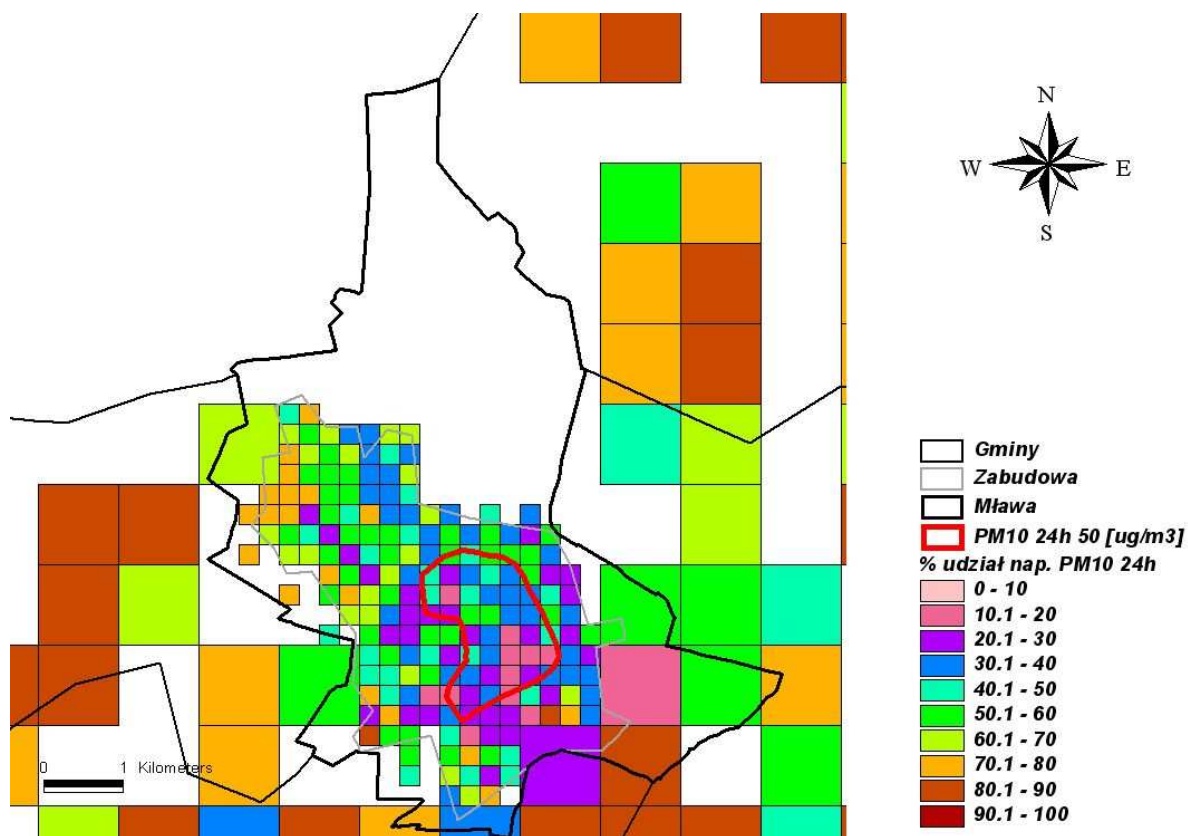 N
W E
S
Gminy
Zabudowa
Mława
PM10 24h 50 [ug/m3]
% udział nap. PM10 24h
0 - 10
10.1 - 20
20.1 - 30
30.1 - 40
40.1 - 50
50.1 - 60
60.1 - 70
70.1 - 80
80.1 - 90
90.1 - 100
0 1 Kilometers